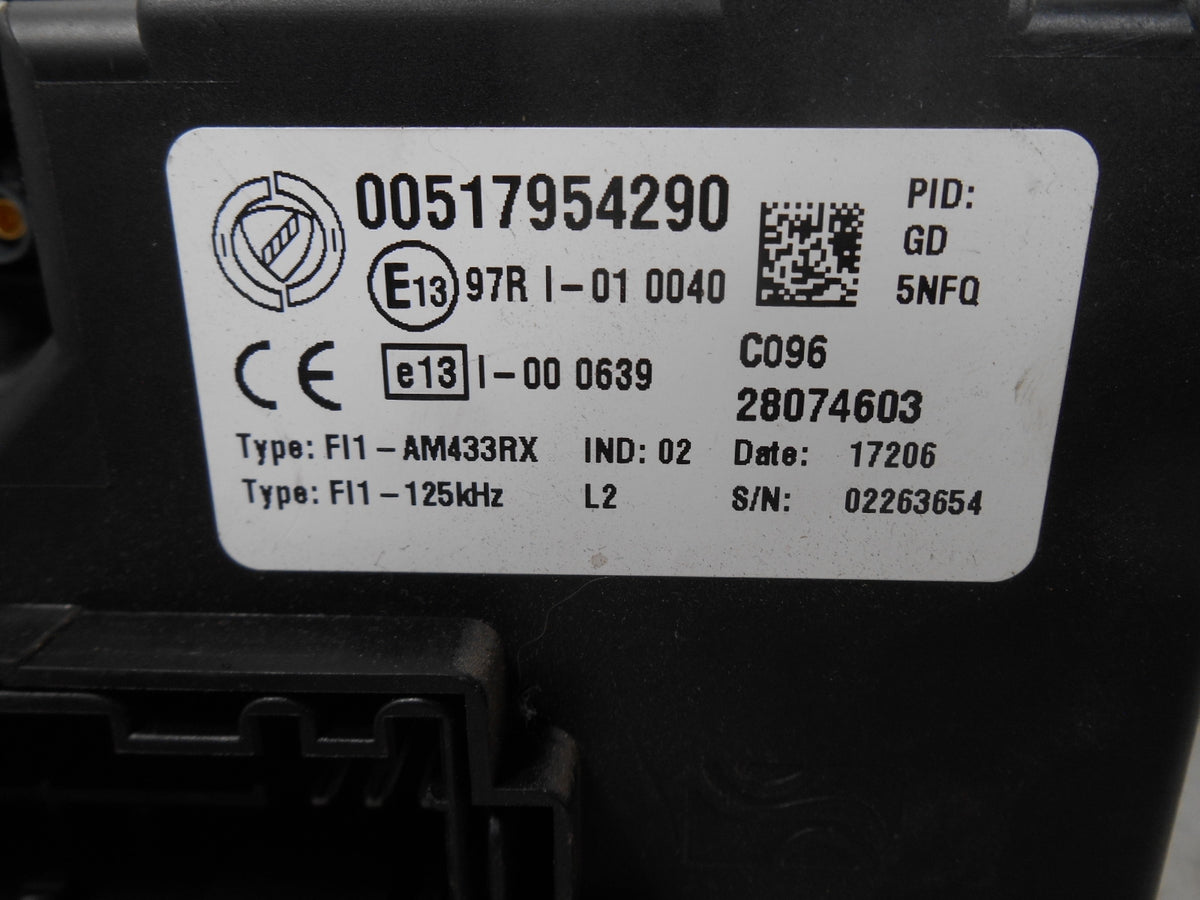 00517954290
E13 97R I-01 0040
PID:
GD
5NFQ
CE e13 I-00 0639
C096
28074603
Type: FI1-AM433RX IND: 02 Date: 17206
Type: FI1-125kHz L2 S/N: 02263654